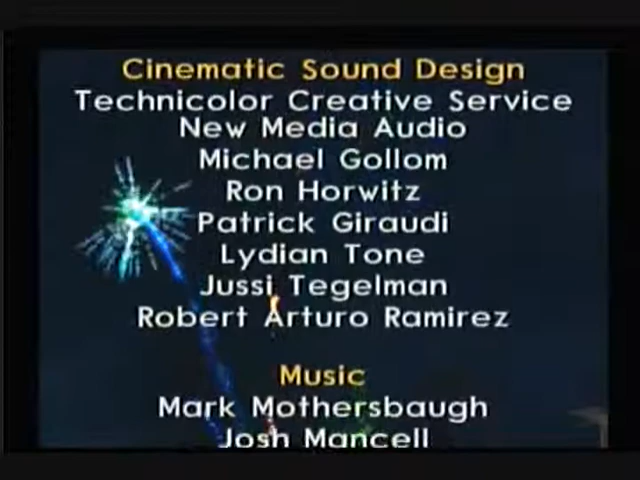 Cinematic Sound Design
Technicolor Creative Service
New Media Audio
Michael Gollom
Ron Horwitz
Patrick Giraudi
Lydian Tone
Jussi Tegelman
Robert Arturo Ramirez
Music
Mark Mothersbaugh
Josh Mancell